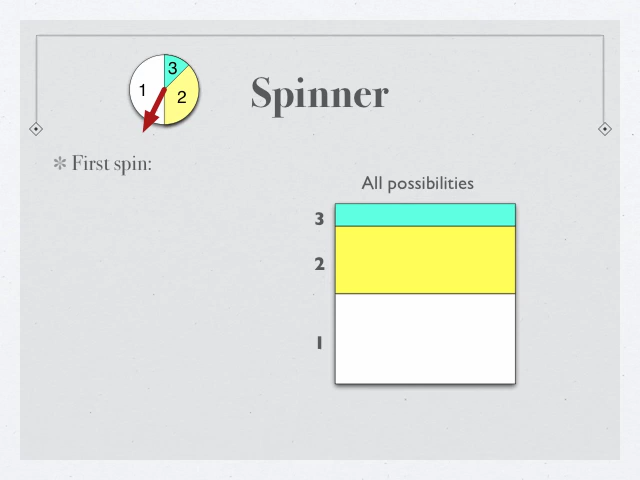 3
1
2
Spinner
✻ First spin:
All possibilities
3
2
1